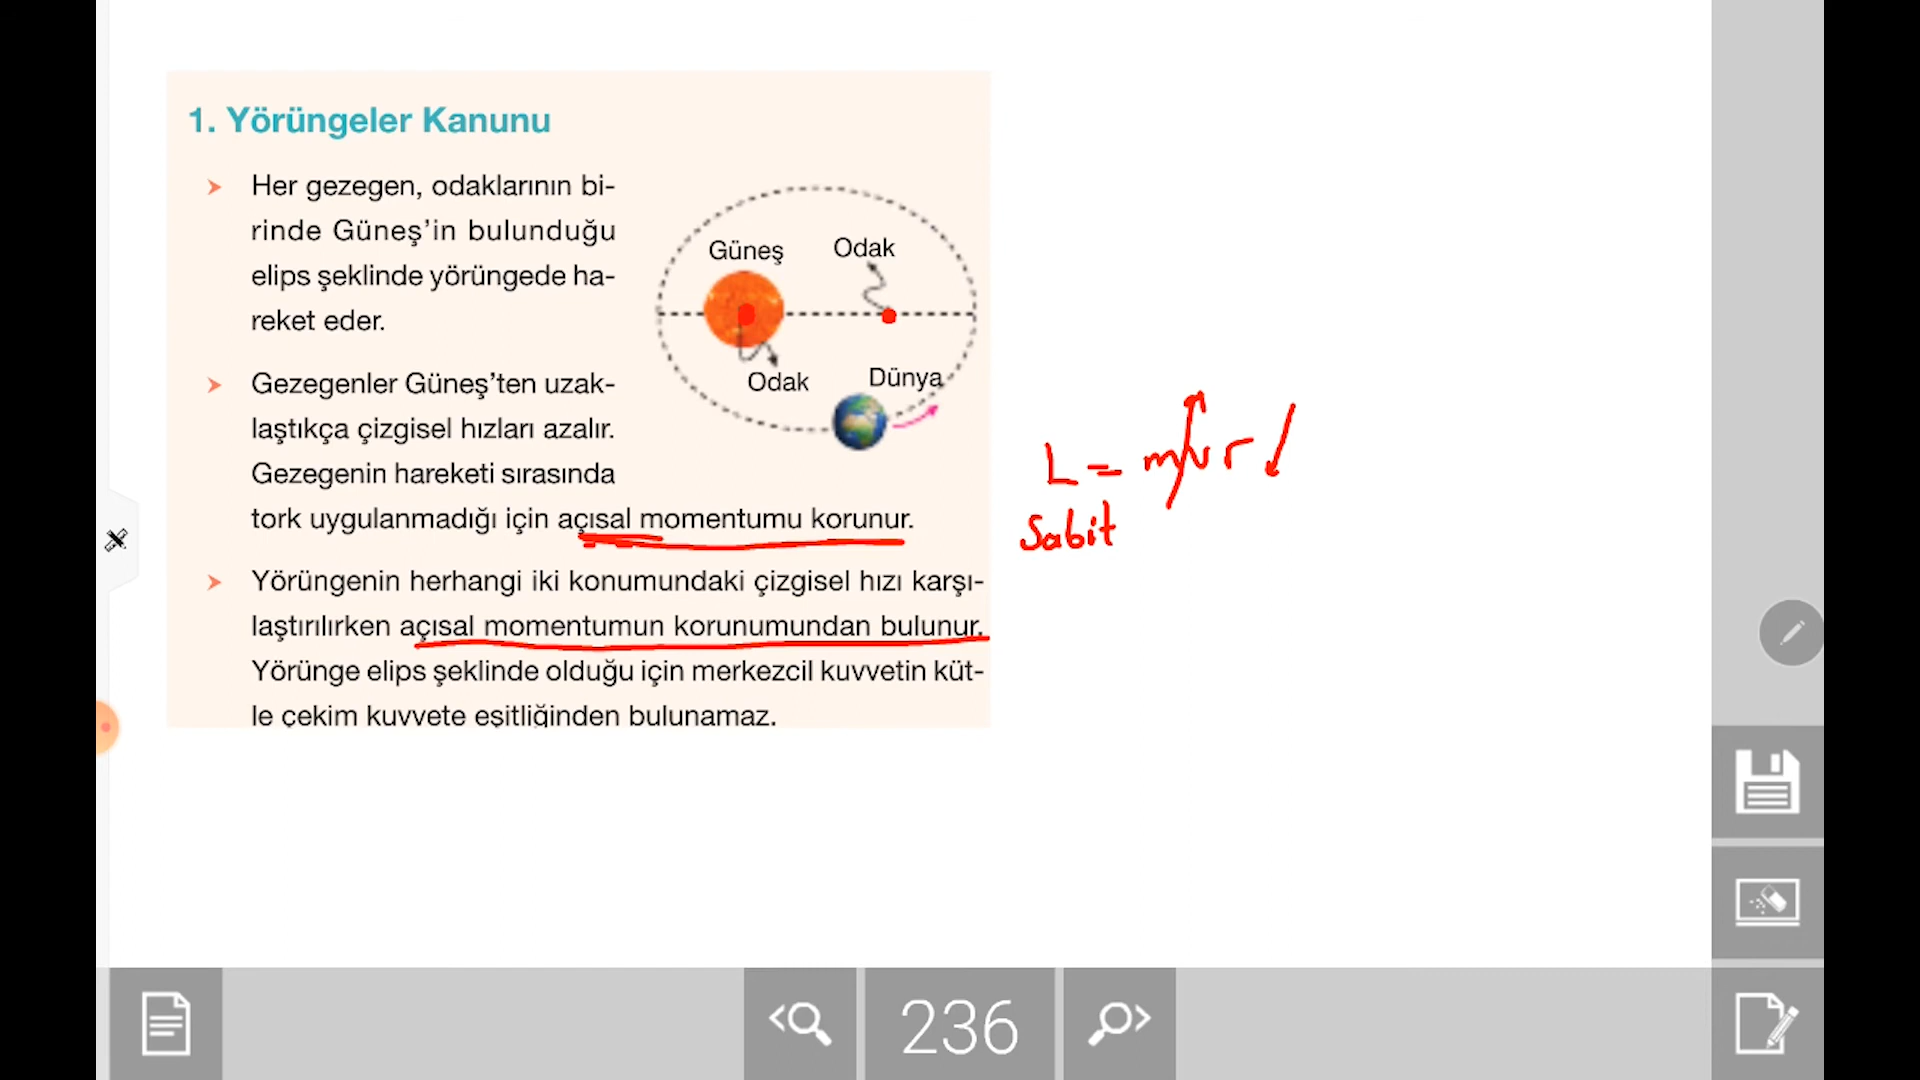 1. Yörüngeler Kanunu
Her gezegen, odaklarının bi-
rinde Güneş’in bulunduğu
elips şeklinde yörüngede ha-
reket eder.
Güneş
Odak
Odak
Dünya
Gezegenler Güneş’ten uzak-
laştıkça çizgisel hızları azalır.
Gezegenin hareketi sırasında
tork uygulanmadığı için açısal momentumu korunur.
Yörüngenin herhangi iki konumundaki çizgisel hızı karşı-
laştırılırken açısal momentumun korunumundan bulunur.
Yörünge elips şeklinde olduğu için merkezcil kuvvetin küt-
le çekim kuvvete eşitliğinden bulunamaz.
L = mvr
Sabit
236